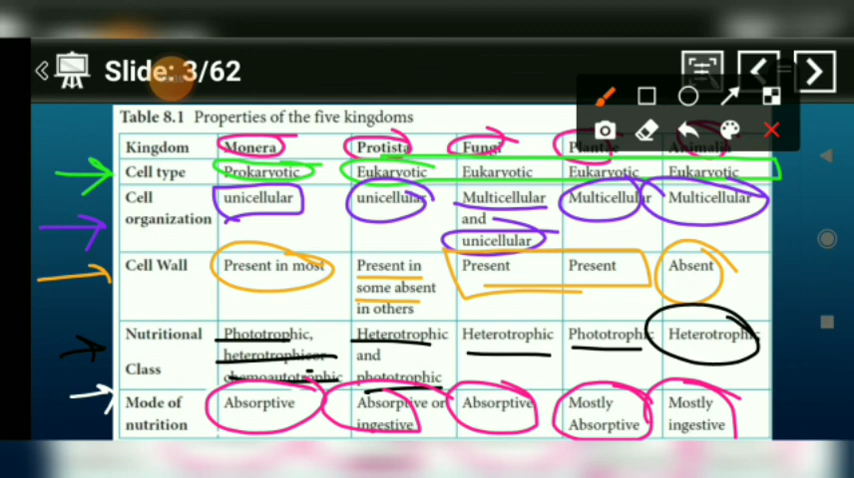 Slide: 3/62
Table 8.1 Properties of the five kingdoms
Kingdom Monera Protista Fungi Plantae Animalia
Cell type Prokaryotic Eukaryotic Eukaryotic Eukaryotic Eukaryotic
Cell unicellular unicellular Multicellular Multicellular Multicellular
organization and
unicellular
Cell Wall Present in most Present in Present Present Absent
some absent
in others
Nutritional Phototrophic, Heterotrophic Heterotrophic Phototrophic Heterotrophic
heterotrophicor and
Class chemoautotrophic phototrophic
Mode of Absorptive Absorptive or Absorptive Mostly Mostly
nutrition ingestive Absorptive ingestive